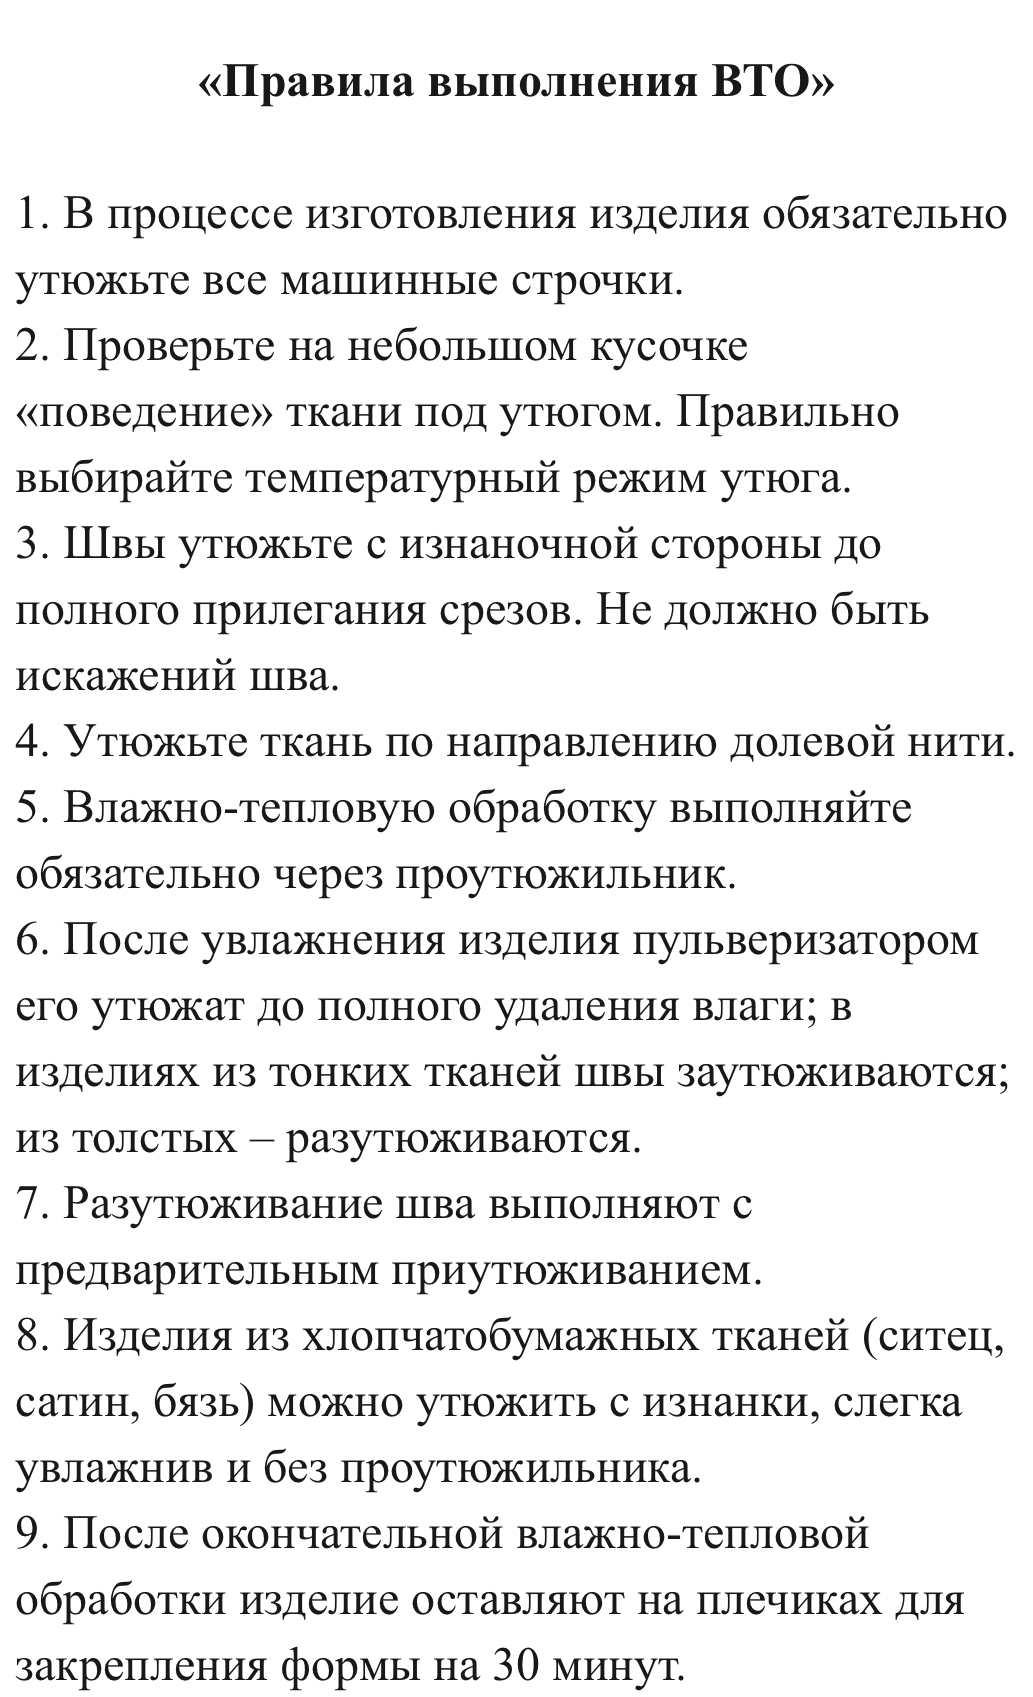 «Правила выполнения ВТО»
1. В процессе изготовления изделия обязательно
утюжьте все машинные строчки.
2. Проверьте на небольшом кусочке
«поведение» ткани под утюгом. Правильно
выбирайте температурный режим утюга.
3. Швы утюжьте с изнаночной стороны до
полного прилегания срезов. Не должно быть
искажений шва.
4. Утюжьте ткань по направлению долевой нити.
5. Влажно-тепловую обработку выполняйте
обязательно через проутюжильник.
6. После увлажнения изделия пульверизатором
его утюжат до полного удаления влаги; в
изделиях из тонких тканей швы заутюживаются;
из толстых – разутюживаются.
7. Разутюживание шва выполняют с
предварительным приутюживанием.
8. Изделия из хлопчатобумажных тканей (ситец,
сатин, бязь) можно утюжить с изнанки, слегка
увлажнив и без проутюжильника.
9. После окончательной влажно-тепловой
обработки изделие оставляют на плечиках для
закрепления формы на 30 минут.